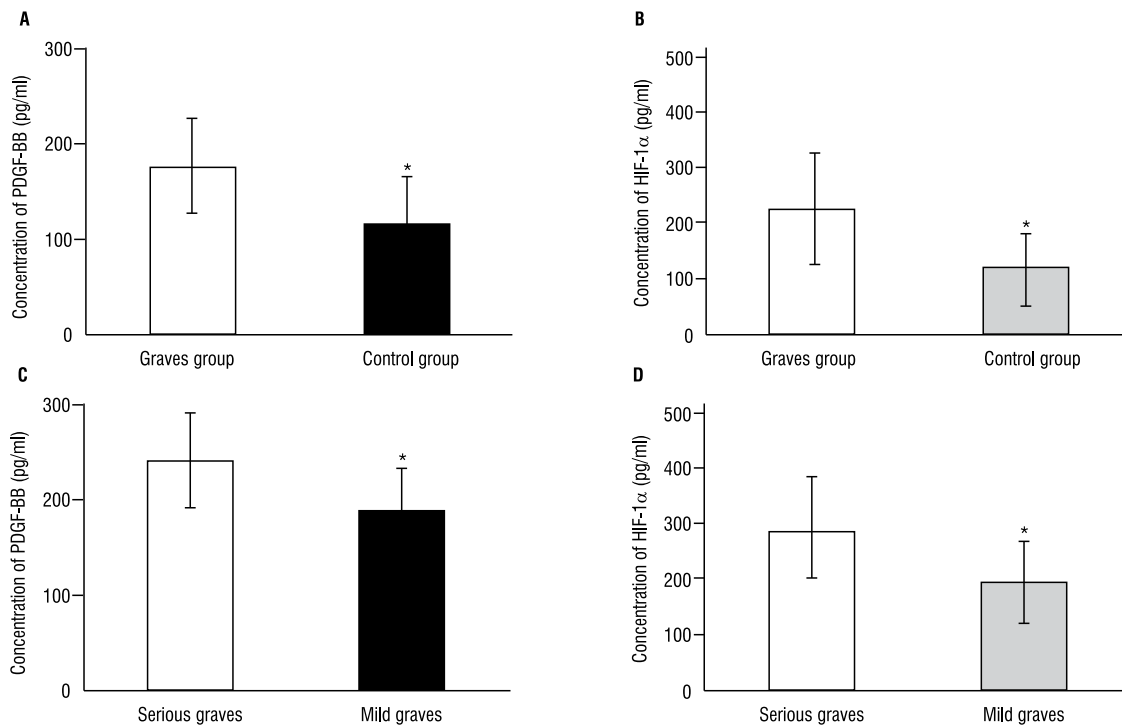 A
Concentration of PDGF-BB (pg/ml)
300
200
100
0
*
Graves group
Control group
B
Concentration of HIF-1α (pg/ml)
500
400
300
200
100
0
*
Graves group
Control group
C
Concentration of PDGF-BB (pg/ml)
300
200
100
0
*
Serious graves
Mild graves
D
Concentration of HIF-1α (pg/ml)
500
400
300
200
100
0
*
Serious graves
Mild graves